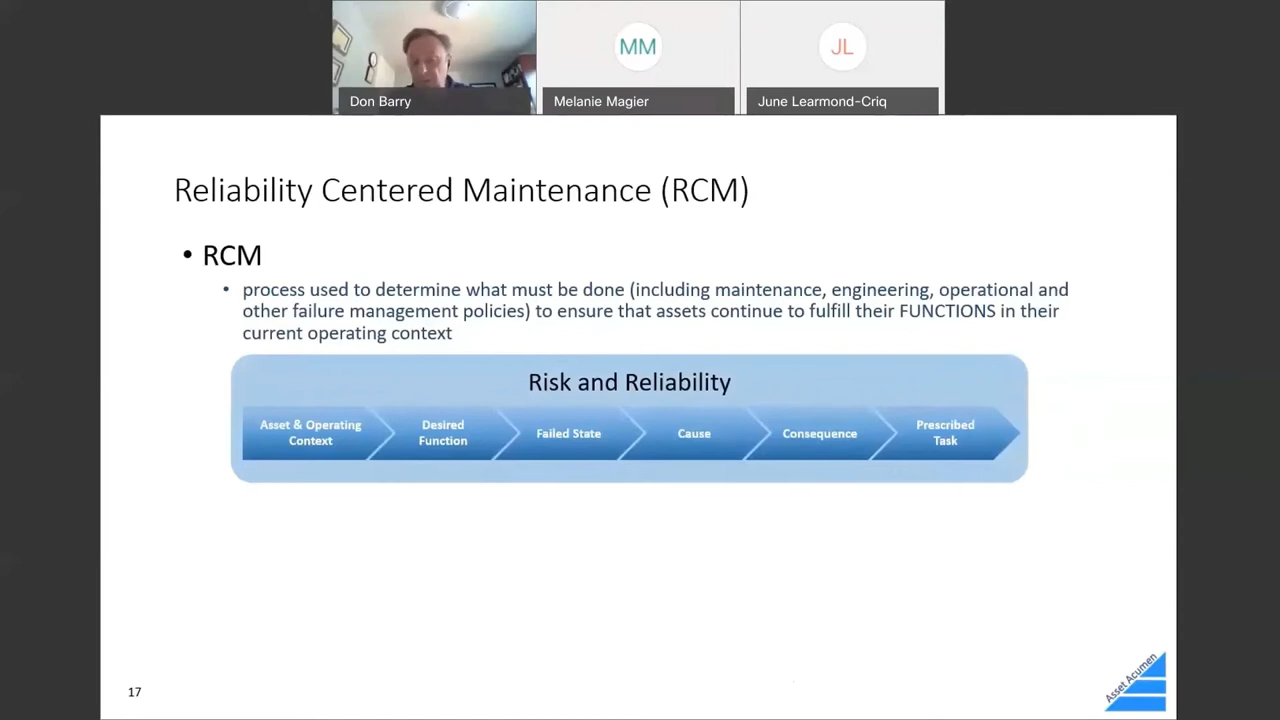 MM
JL
Don Barry
Melanie Magier
June Learmond-Criq
Reliability Centered Maintenance (RCM)
• RCM
• process used to determine what must be done (including maintenance, engineering, operational and
other failure management policies) to ensure that assets continue to fulfill their FUNCTIONS in their
current operating context
Risk and Reliability
Asset & Operating
Context
Desired
Function
Failed State
Cause
Consequence
Prescribed
Task
17
Asset Acumen